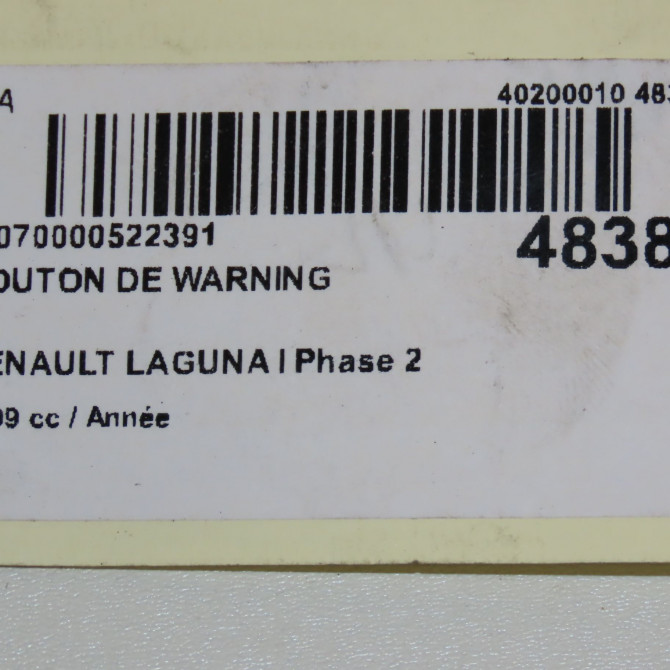 A 40200010 483
070000522391
4838
OUTON DE WARNING
ENAULT LAGUNA I Phase 2
99 cc / Année